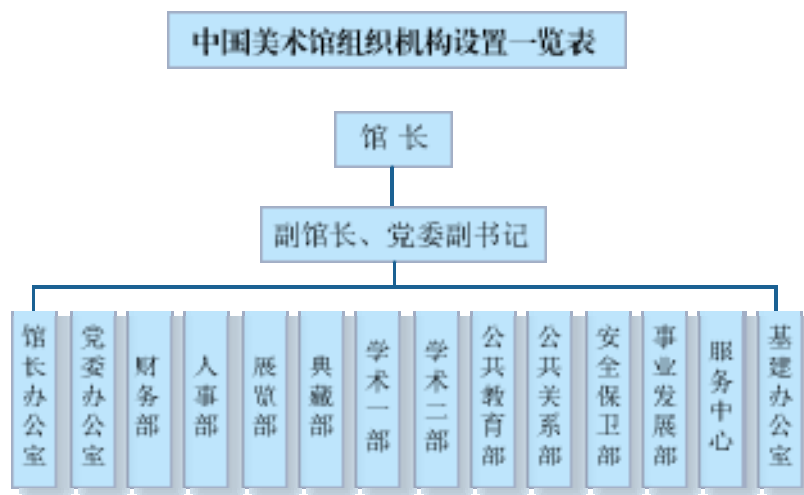 中国美术馆组织机构设置一览表
馆 长
副馆长、党委副书记
馆长办公室
党委办公室
财务部
人事部
展览部
典藏部
学术一部
学术二部
公共教育部
公共关系部
安全保卫部
事业发展部
服务中心
基建办公室